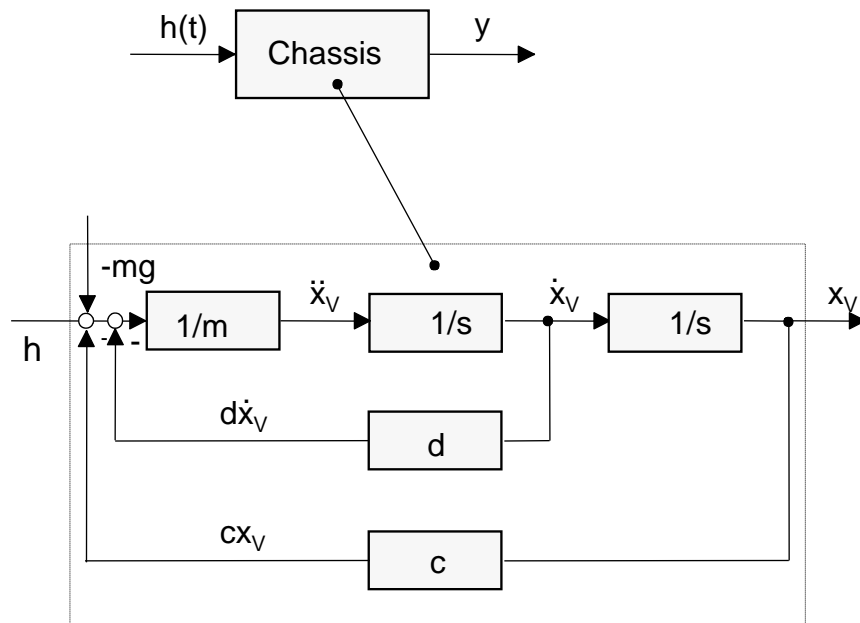 h(t)
Chassis
y
-mg
ẍV
ẋV
xV
1/m
1/s
1/s
h
-
-
dẋV
d
cxV
c